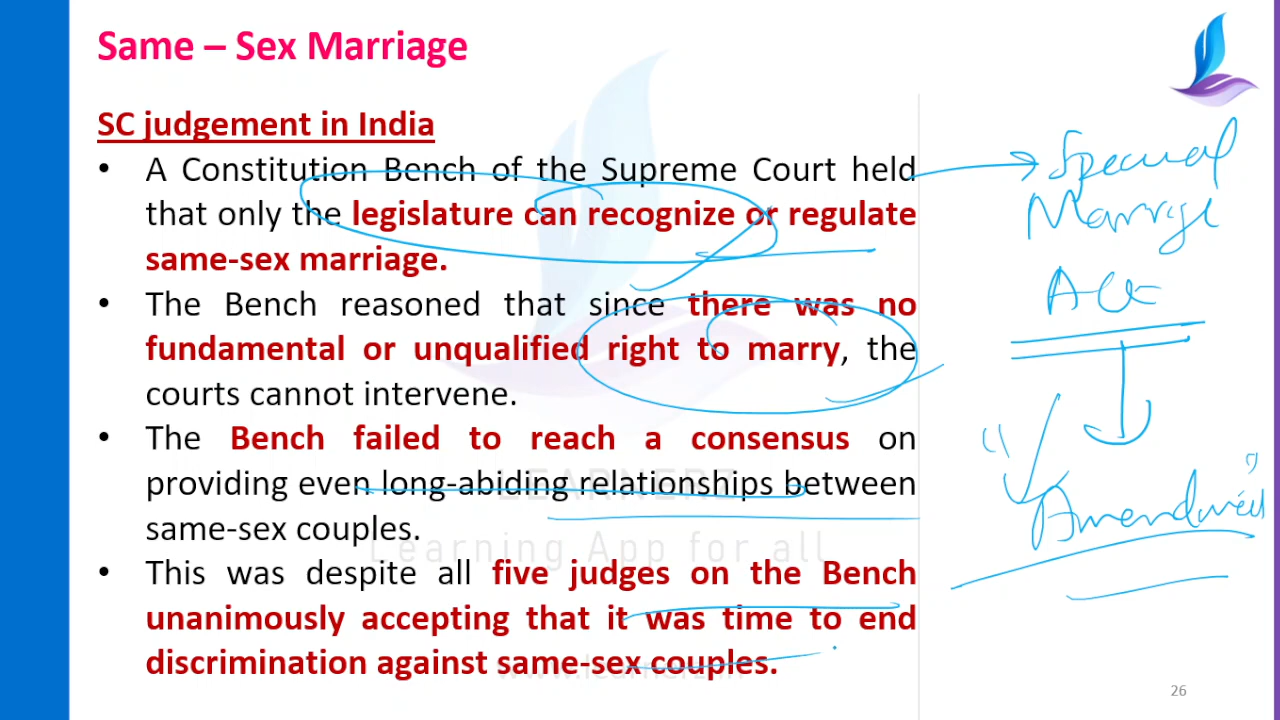 Same – Sex Marriage
SC judgement in India
• A Constitution Bench of the Supreme Court held
that only the legislature can recognize or regulate
same-sex marriage.
• The Bench reasoned that since there was no
fundamental or unqualified right to marry, the
courts cannot intervene.
• The Bench failed to reach a consensus on
providing even long-abiding relationships between
same-sex couples.
• This was despite all five judges on the Bench
unanimously accepting that it was time to end
discrimination against same-sex couples.
Special
Marriage
Act
"Amendment"
Learning App for all
26